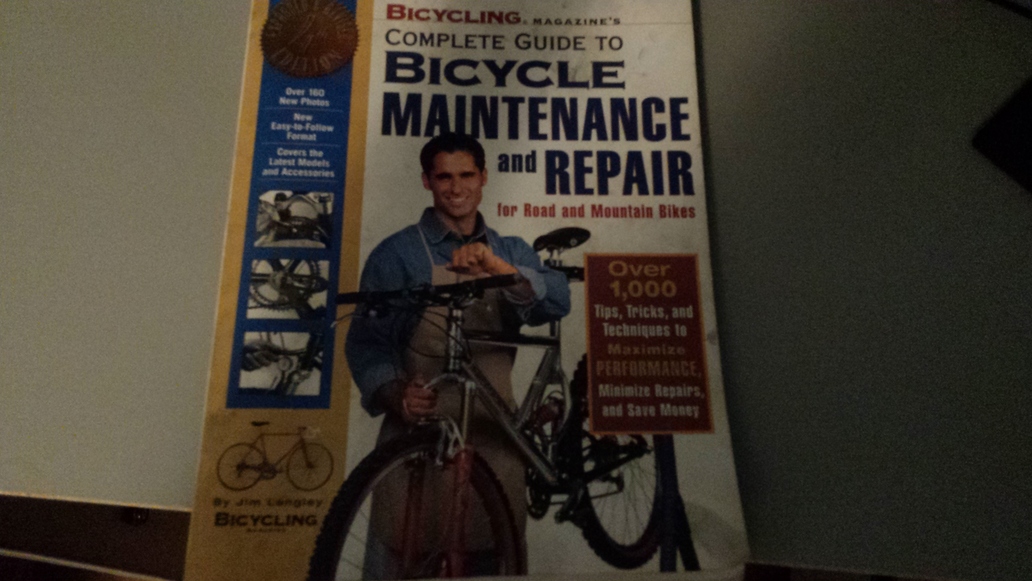 BICYCLING MAGAZINE'S
COMPLETE GUIDE TO
BICYCLE
MAINTENANCE
and REPAIR
for Road and Mountain Bikes
EDITION
Over 160
New Photos
New
Easy-to-Follow
Format
Covers the
Latest Models
and Accessories
Over
1,000
Tips, Tricks, and
Techniques to
Maximize
PERFORMANCE,
Minimize Repairs,
and Save Money
By Jim Langley
BICYCLING
MAGAZINE